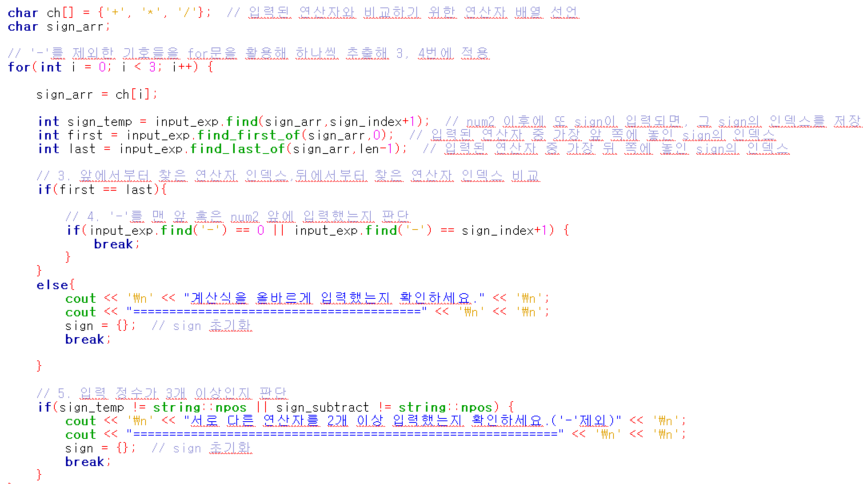 char ch[] = {'+', '*', '/'};  // 입력된 연산자와 비교하기 위한 연산자 배열 선언
char sign_arr;
// '-'를 제외한 기호들을 for문을 활용해 하나씩 추출해 3, 4번에 적용
for(int i = 0; i < 3; i++) {
sign_arr = ch[i];
int sign_temp = input_exp.find(sign_arr,sign_index+1);  // num2 이후에 또 sign이 입력되면, 그 sign의 인덱스를 저장
int first = input_exp.find_first_of(sign_arr,0);  // 입력된 연산자 중 가장 앞 쪽에 놓인 sign의 인덱스
int last = input_exp.find_last_of(sign_arr,len-1);  // 입력된 연산자 중 가장 뒤 쪽에 놓인 sign의 인덱스
// 3. 앞에서부터 찾은 연산자 인덱스,뒤에서부터 찾은 연산자 인덱스 비교
if(first == last){
// 4. '-'를 맨 앞 혹은 num2 앞에 입력했는지 판단
if(input_exp.find('-') == 0 || input_exp.find('-') == sign_index+1) {
break;
}
}
else{
cout << '₩n' << "계산식을 올바르게 입력했는지 확인하세요." << '₩n';
cout << "========================================" << '₩n' << '₩n';
sign = {};  // sign 초기화
break;
}
// 5. 입력 정수가 3개 이상인지 판단
if(sign_temp != string::npos || sign_subtract != string::npos) {
cout << '₩n' << "서로 다른 연산자를 2개 이상 입력했는지 확인하세요.('-'제외)" << '₩n';
cout << "===========================================================" << '₩n' << '₩n';
sign = {};  // sign 초기화
break;
}